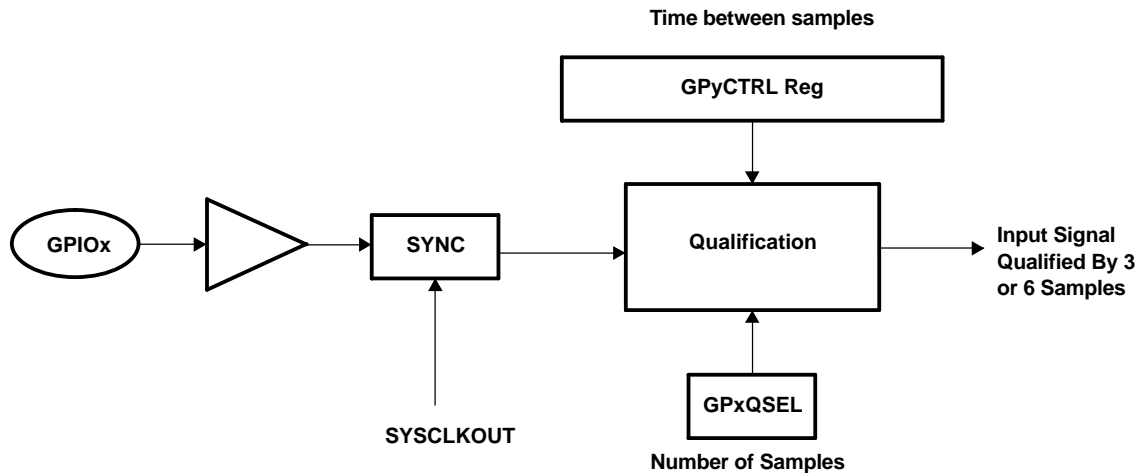 Time between samples
GPyCTRL Reg
GPIOx
SYNC
Qualification
Input Signal
Qualified By 3
or 6 Samples
GPxQSEL
SYSCLKOUT
Number of Samples